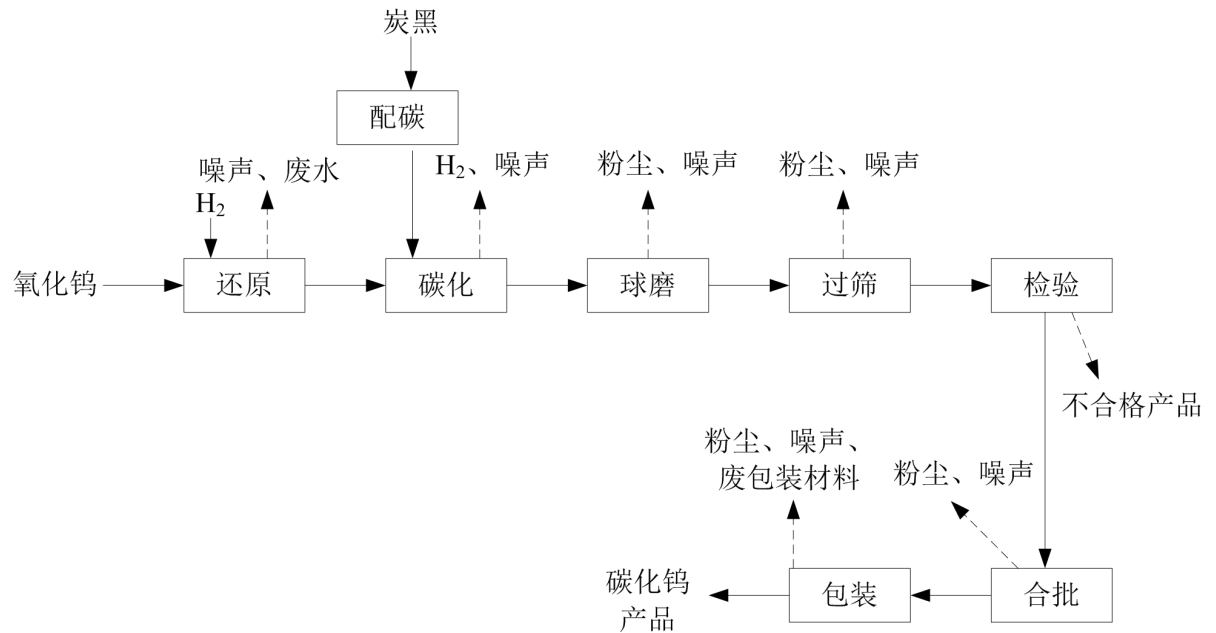 炭黑
配碳
噪声、废水
H₂
H₂、噪声
粉尘、噪声
粉尘、噪声
氧化钨
还原
碳化
球磨
过筛
检验
不合格产品
粉尘、噪声、
废包装材料
粉尘、噪声
碳化钨
产品
包装
合批